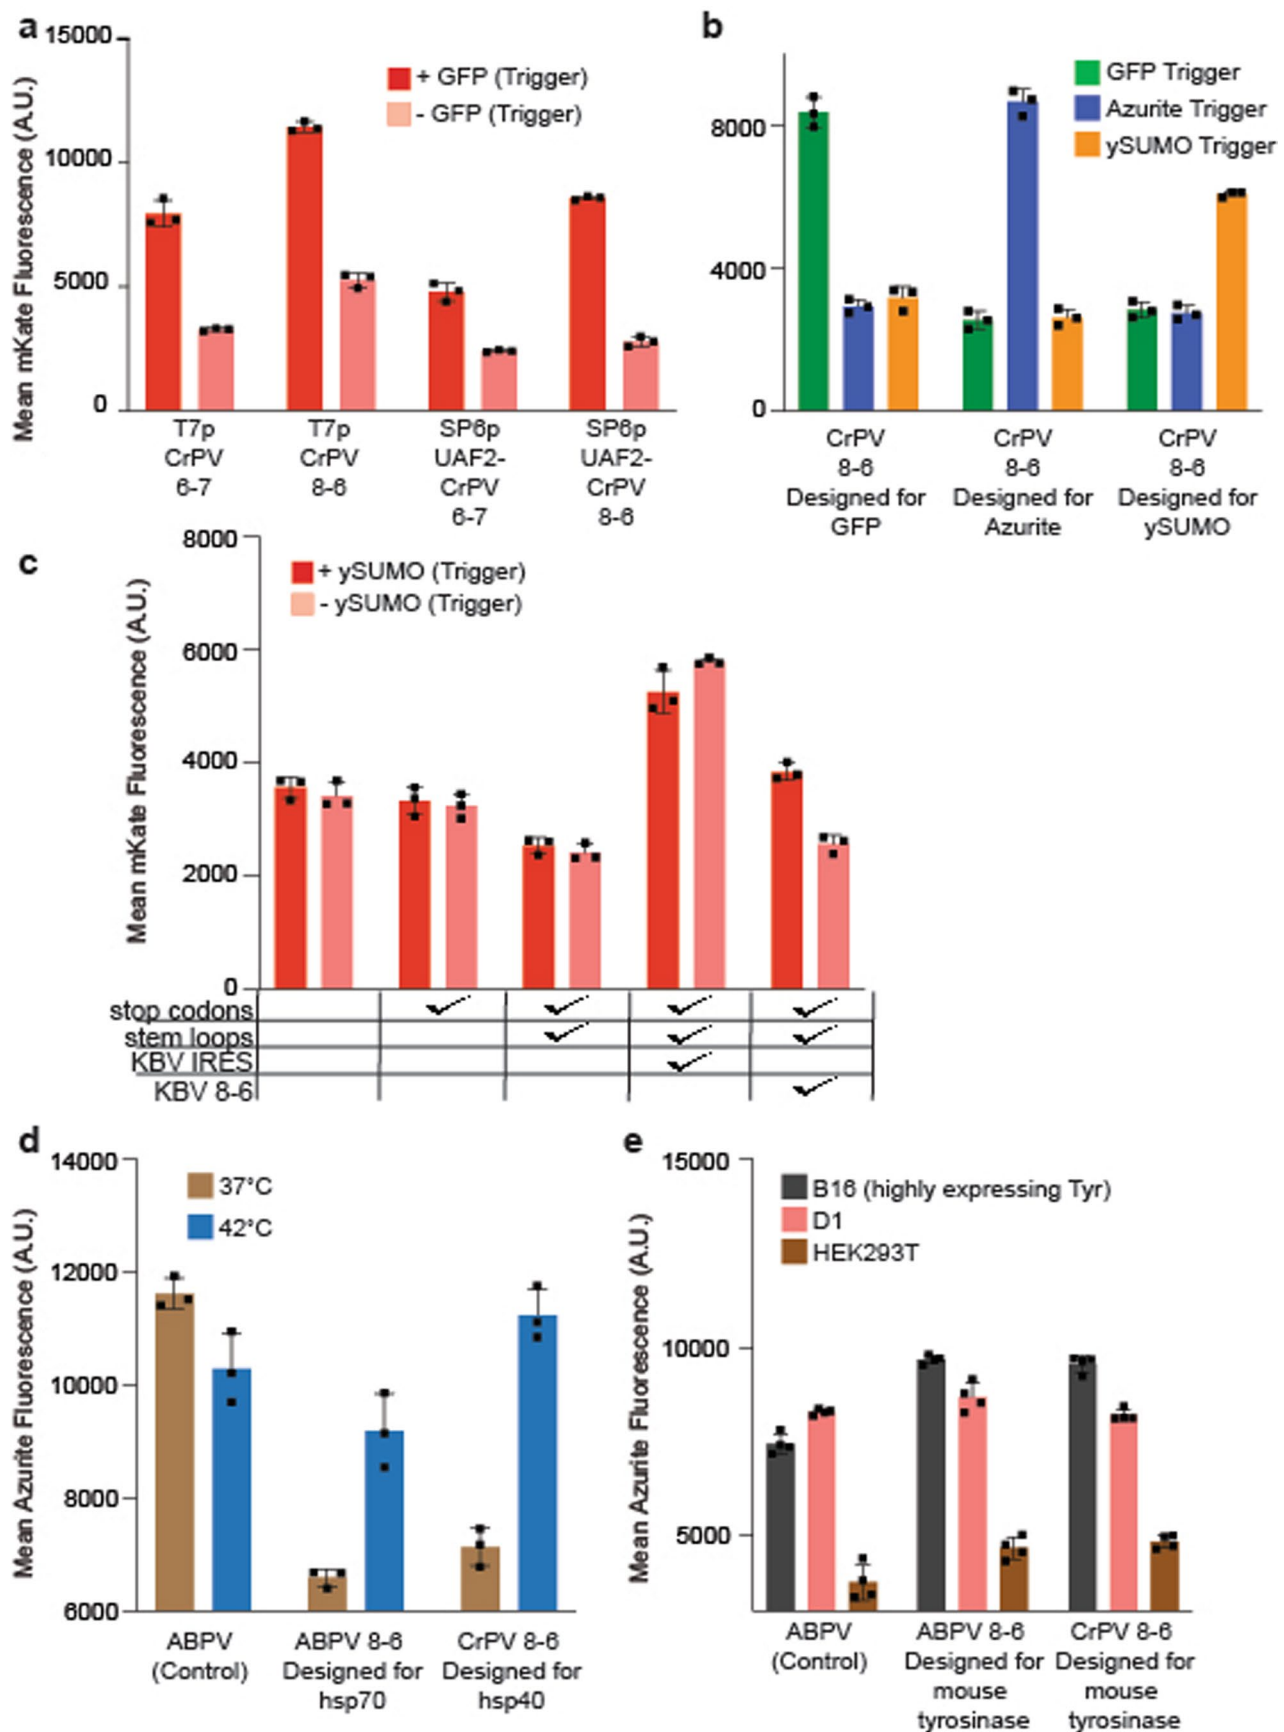 a
15000
10000
5000
0
Mean mKate Fluorescence (A.U.)
+ GFP (Trigger)
- GFP (Trigger)
T7p
CrPV
6-7
T7p
CrPV
8-6
SP6p
UAF2-
CrPV
6-7
SP6p
UAF2-
CrPV
8-6
b
8000
4000
0
GFP Trigger
Azurite Trigger
ySUMO Trigger
CrPV
8-6
Designed for
GFP
CrPV
8-6
Designed for
Azurite
CrPV
8-6
Designed for
ySUMO
c
8000
6000
4000
2000
0
Mean mKate Fluorescence (A.U.)
+ ySUMO (Trigger)
- ySUMO (Trigger)
stop codons
stem loops
KBV IRES
KBV 8-6
d
14000
12000
10000
8000
6000
Mean Azurite Fluorescence (A.U.)
37°C
42°C
ABPV
(Control)
ABPV 8-6
Designed for
hsp70
CrPV 8-6
Designed for
hsp40
e
15000
10000
5000
Mean Azurite Fluorescence (A.U.)
B16 (highly expressing Tyr)
D1
HEK293T
ABPV
(Control)
ABPV 8-6
Designed for
mouse
tyrosinase
CrPV 8-6
Designed for
mouse
tyrosinase